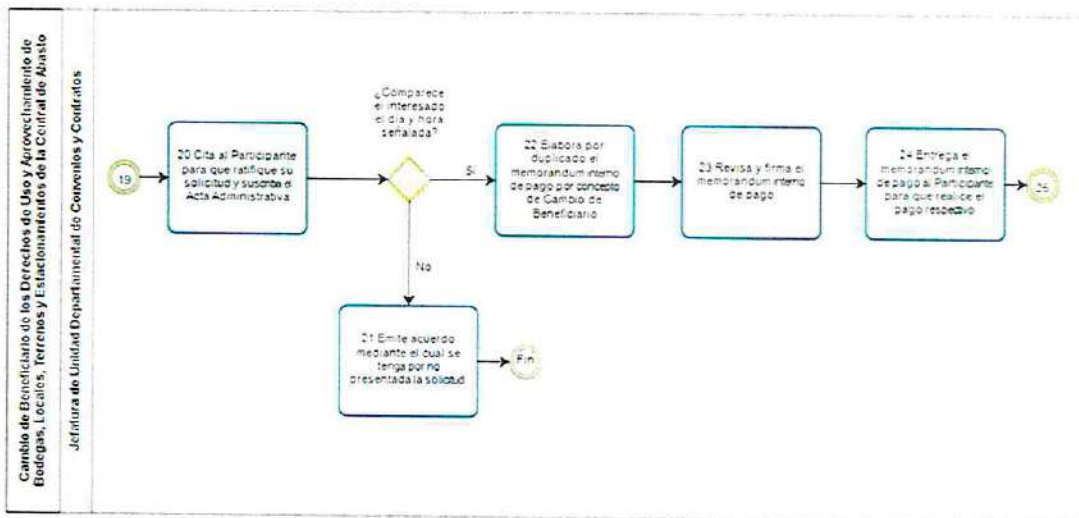 Cambio de Beneficiario de los Derechos de Uso y Aprovechamiento de
Bodegas, Locales, Terrenos y Estacionamientos de la Central de Abasto
Jefatura de Unidad Departamental de Convenios y Contratos
19
20 Cita al Participante
para que ratifique su
solicitud y suscriba el
Acta Administrativa
¿Comparece
el interesado
el día y hora
señalada?
Si
22 Elabora por
duplicado el
memorandum interno
de pago por concepto
de Cambio de
Beneficiario
23 Revisa y firma el
memorandum interno
de pago
24 Entrega el
memorandum interno
de pago al Participante
para que realice el
pago respectivo
25
No
21 Emite acuerdo
mediante el cual se
tenga por no
presentada la solicitud
Fin